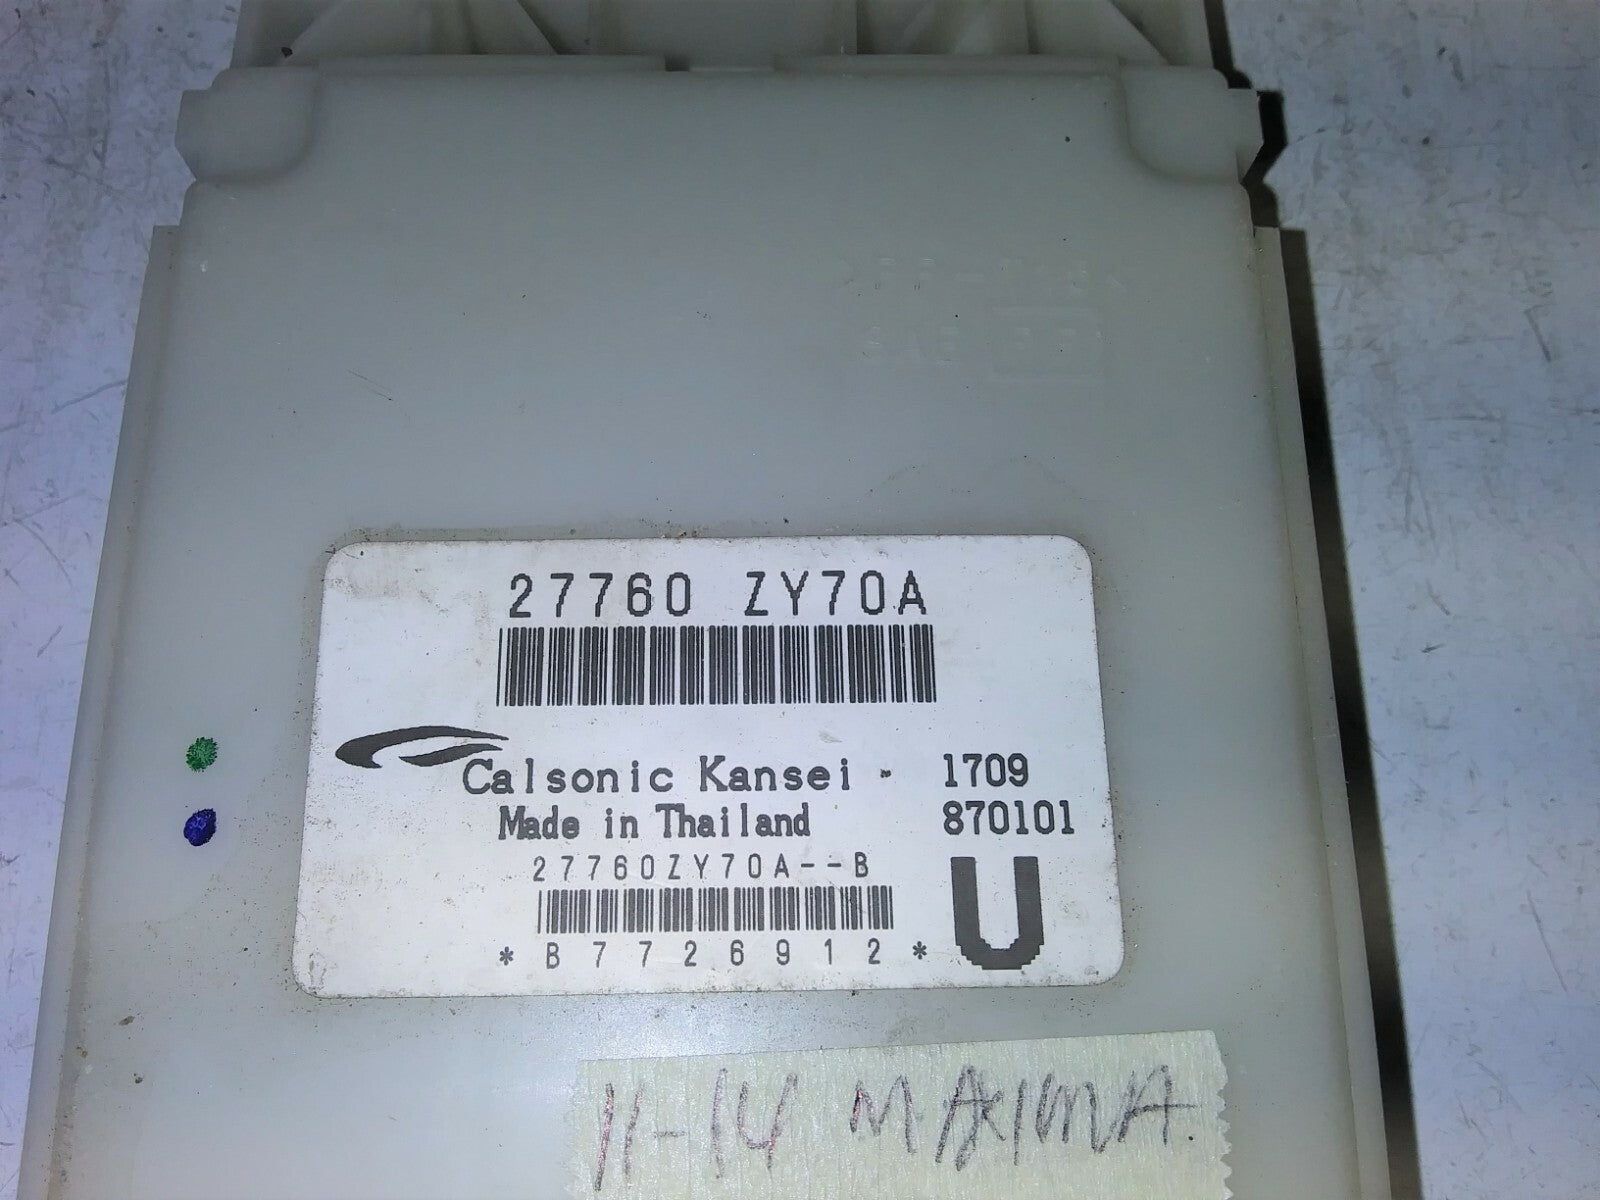 27760 ZY70A
Calsonic Kansei - 1709
Made in Thailand 870101
27760ZY70A--B
U
*B7726912*
11-14 MAXIMA